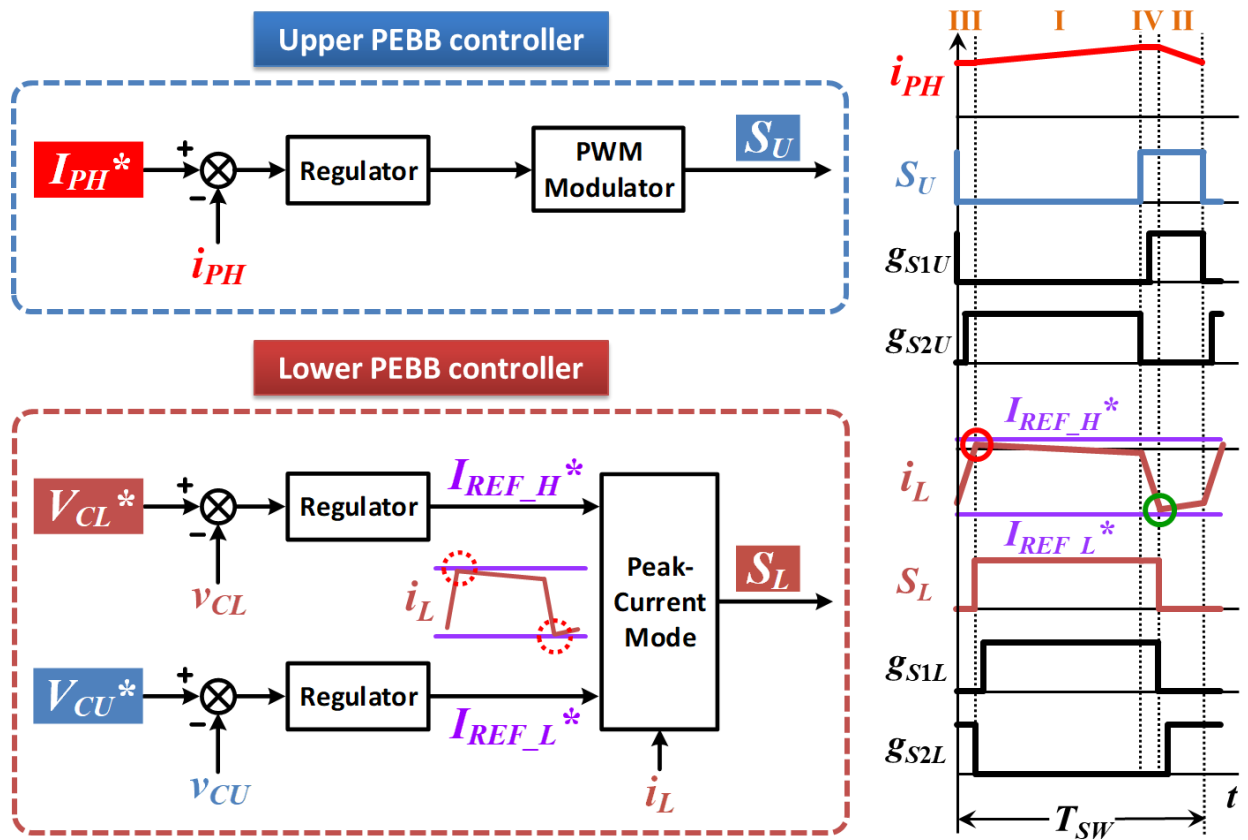 Upper PEBB controller
I_PH*
+
−
i_PH
Regulator
PWM
Modulator
S_U
Lower PEBB controller
V_CL*
+
−
v_CL
Regulator
I_REF_H*
i_L
V_CU*
+
−
v_CU
Regulator
I_REF_L*
Peak-
Current
Mode
i_L
S_L
III I IV II
i_PH
S_U
g_S1U
g_S2U
I_REF_H*
i_L
I_REF_L*
S_L
g_S1L
g_S2L
t
T_SW